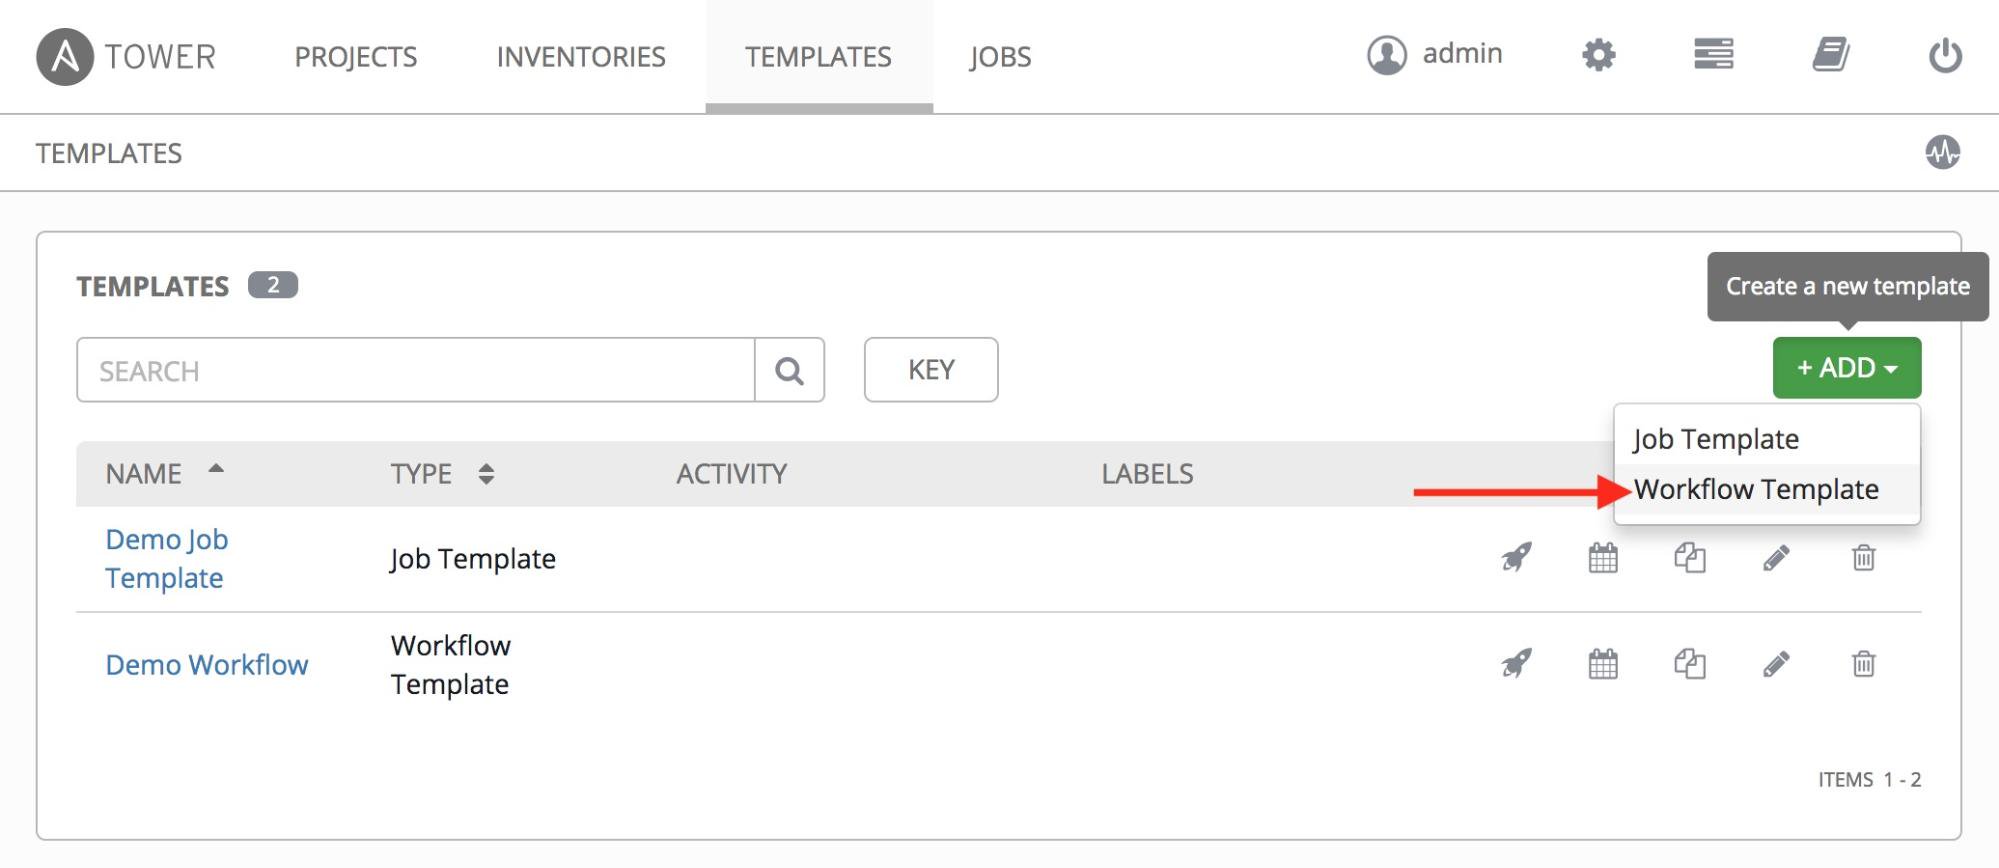 TOWER PROJECTS INVENTORIES TEMPLATES JOBS admin
TEMPLATES
TEMPLATES 2
Create a new template
SEARCH KEY + ADD
Job Template
Workflow Template
NAME TYPE ACTIVITY LABELS
Demo Job
Template
Job Template
Demo Workflow
Workflow
Template
ITEMS 1 - 2